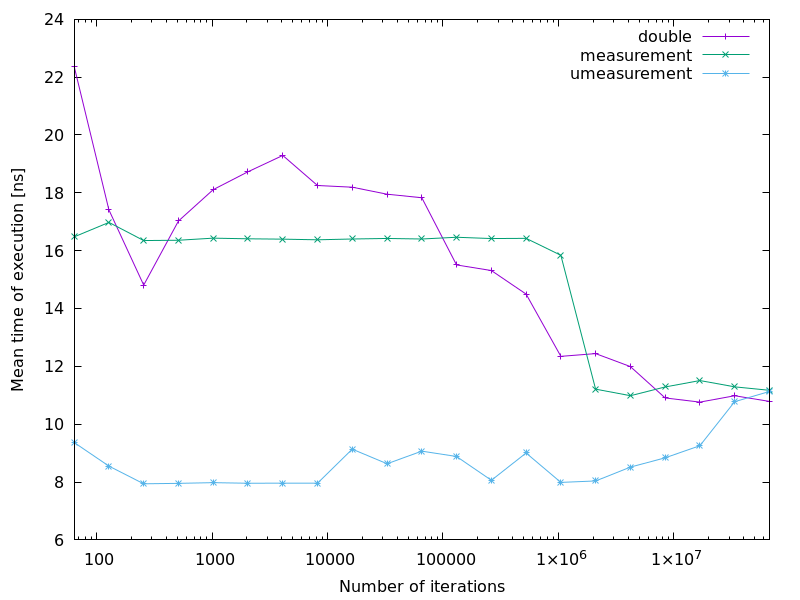 24
22
20
18
16
14
12
10
8
6
Mean time of execution [ns]
double
measurement
umeasurement
100 1000 10000 100000 1×10⁶ 1×10⁷
Number of iterations